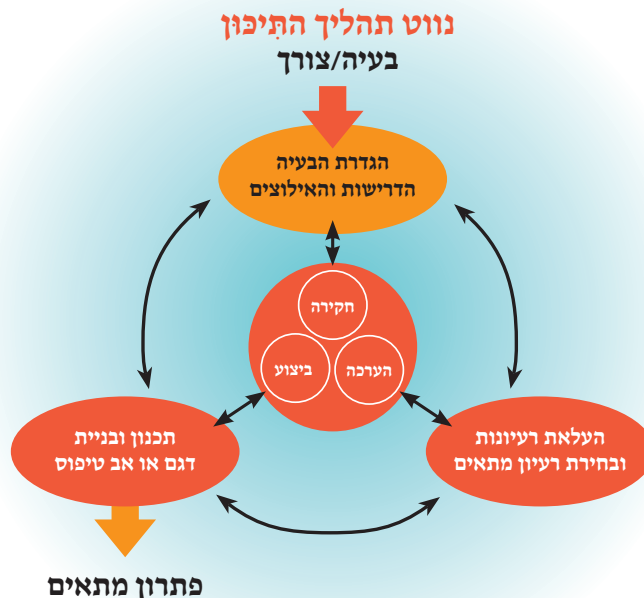 נווט תהליך התִּיכּוּן
בעיה/צורך
הגדרת הבעיה
הדרישות והאילוצים
חקירה
הערכה
ביצוע
העלאת רעיונות
ובחירת רעיון מתאים
תכנון ובניית
דגם או אב טיפוס
פתרון מתאים